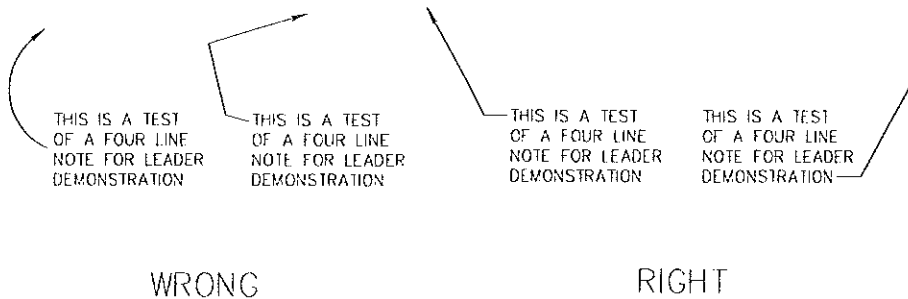 THIS IS A TEST
OF A FOUR LINE
NOTE FOR LEADER
DEMONSTRATION
THIS IS A TEST
OF A FOUR LINE
NOTE FOR LEADER
DEMONSTRATION
THIS IS A TEST
OF A FOUR LINE
NOTE FOR LEADER
DEMONSTRATION
THIS IS A TEST
OF A FOUR LINE
NOTE FOR LEADER
DEMONSTRATION
WRONG
RIGHT